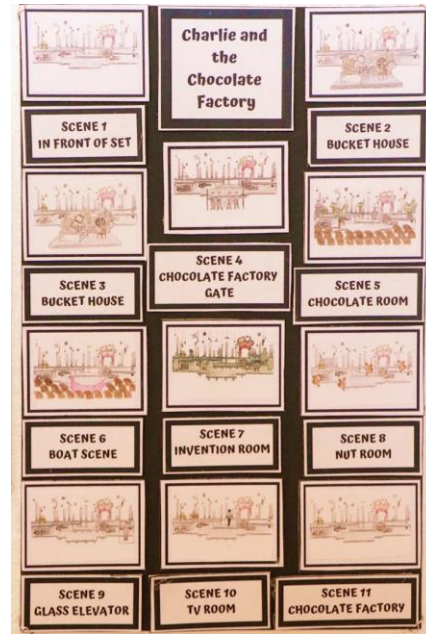 Charlie and
the
Chocolate
Factory
SCENE 1
IN FRONT OF SET
SCENE 2
BUCKET HOUSE
SCENE 3
BUCKET HOUSE
SCENE 4
CHOCOLATE FACTORY
GATE
SCENE 5
CHOCOLATE ROOM
SCENE 6
BOAT SCENE
SCENE 7
INVENTION ROOM
SCENE 8
NUT ROOM
SCENE 9
GLASS ELEVATOR
SCENE 10
TV ROOM
SCENE 11
CHOCOLATE FACTORY